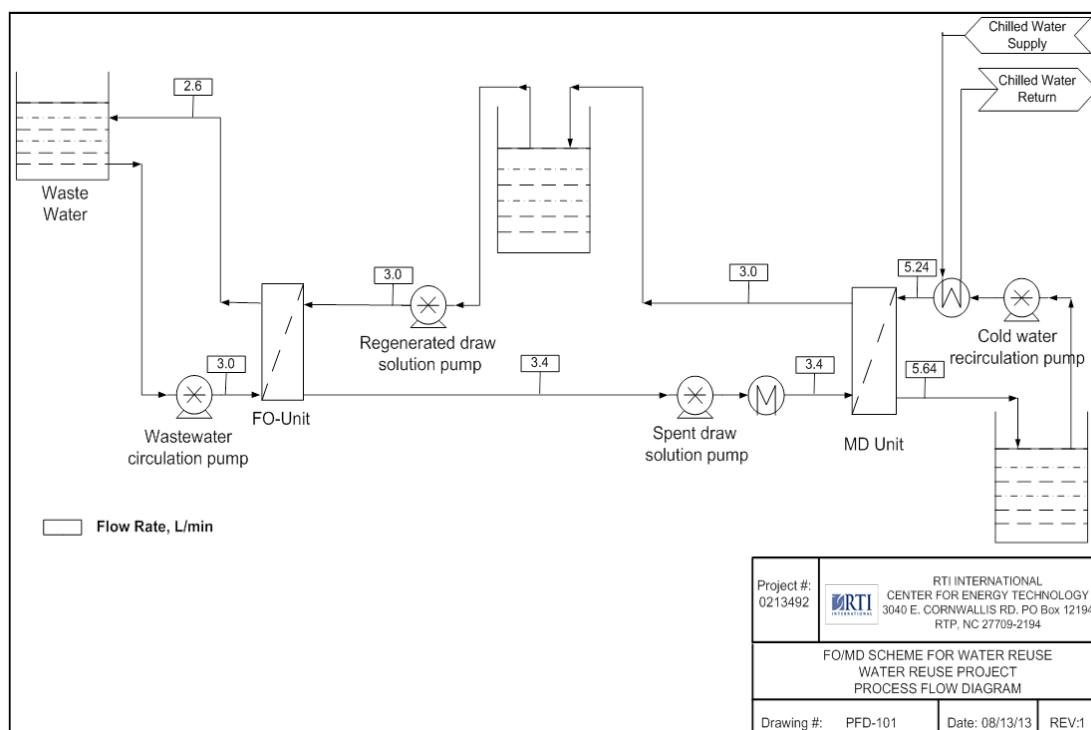 Chilled Water
Supply
Chilled Water
Return
2.6
Waste
Water
3.0
Regenerated draw
solution pump
3.0
5.24
Cold water
recirculation pump
3.0
FO-Unit
Wastewater
circulation pump
3.4
Spent draw
solution pump
3.4
5.64
MD Unit
Flow Rate, L/min
Project #:
0213492
RTI
INTERNATIONAL
RTI INTERNATIONAL
CENTER FOR ENERGY TECHNOLOGY
3040 E. CORNWALLIS RD. PO Box 12194
RTP, NC 27709-2194
FO/MD SCHEME FOR WATER REUSE
WATER REUSE PROJECT
PROCESS FLOW DIAGRAM
Drawing #: PFD-101
Date: 08/13/13
REV:1